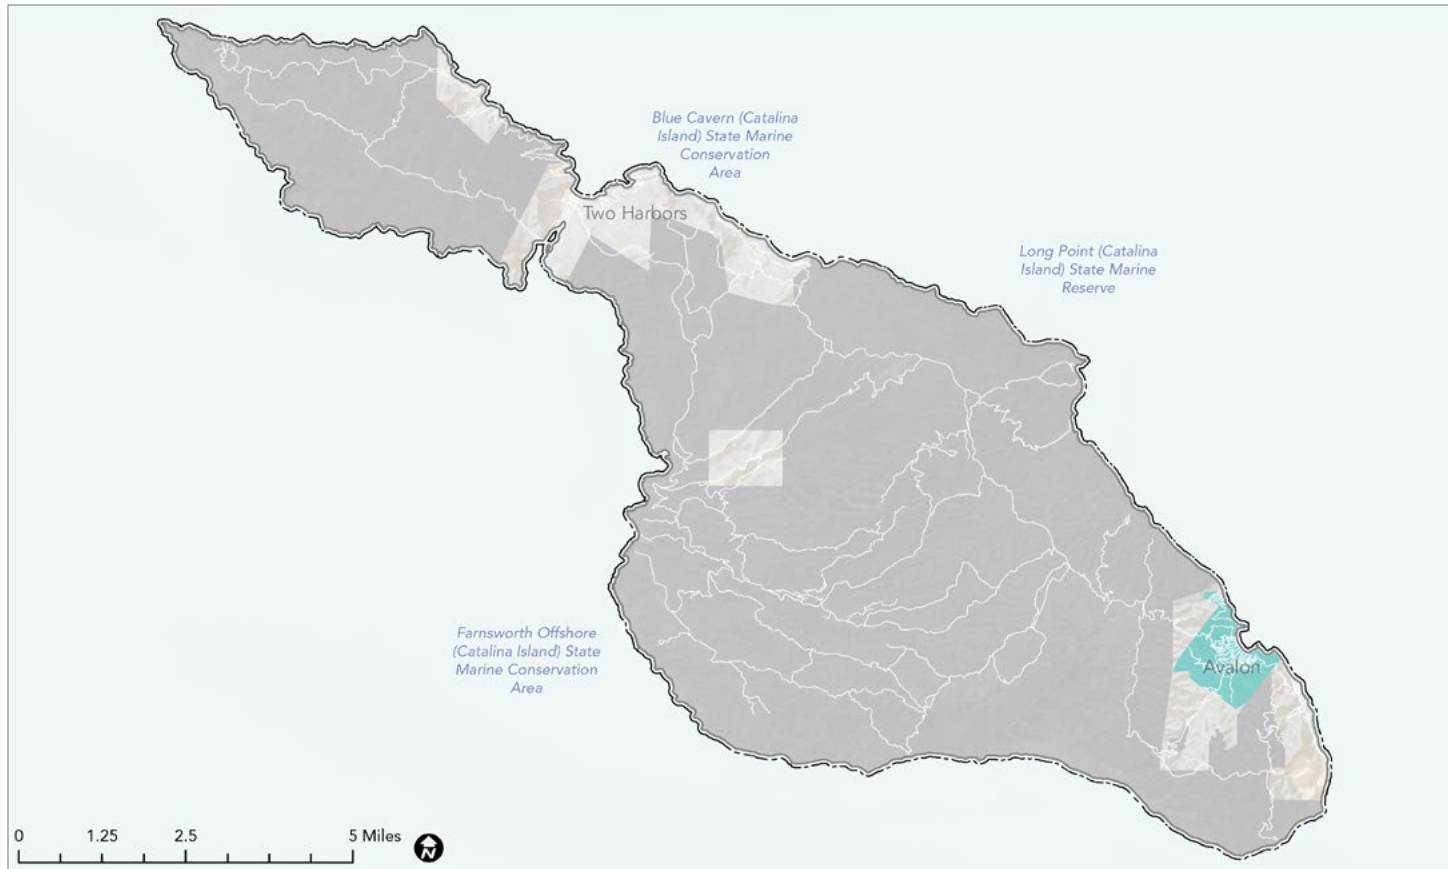 Blue Cavern (Catalina
Island) State Marine
Conservation
Area
Two Harbors
Long Point (Catalina
Island) State Marine
Reserve
Farnsworth Offshore
(Catalina Island) State
Marine Conservation
Area
Avalon
0 1.25 2.5 5 Miles
N